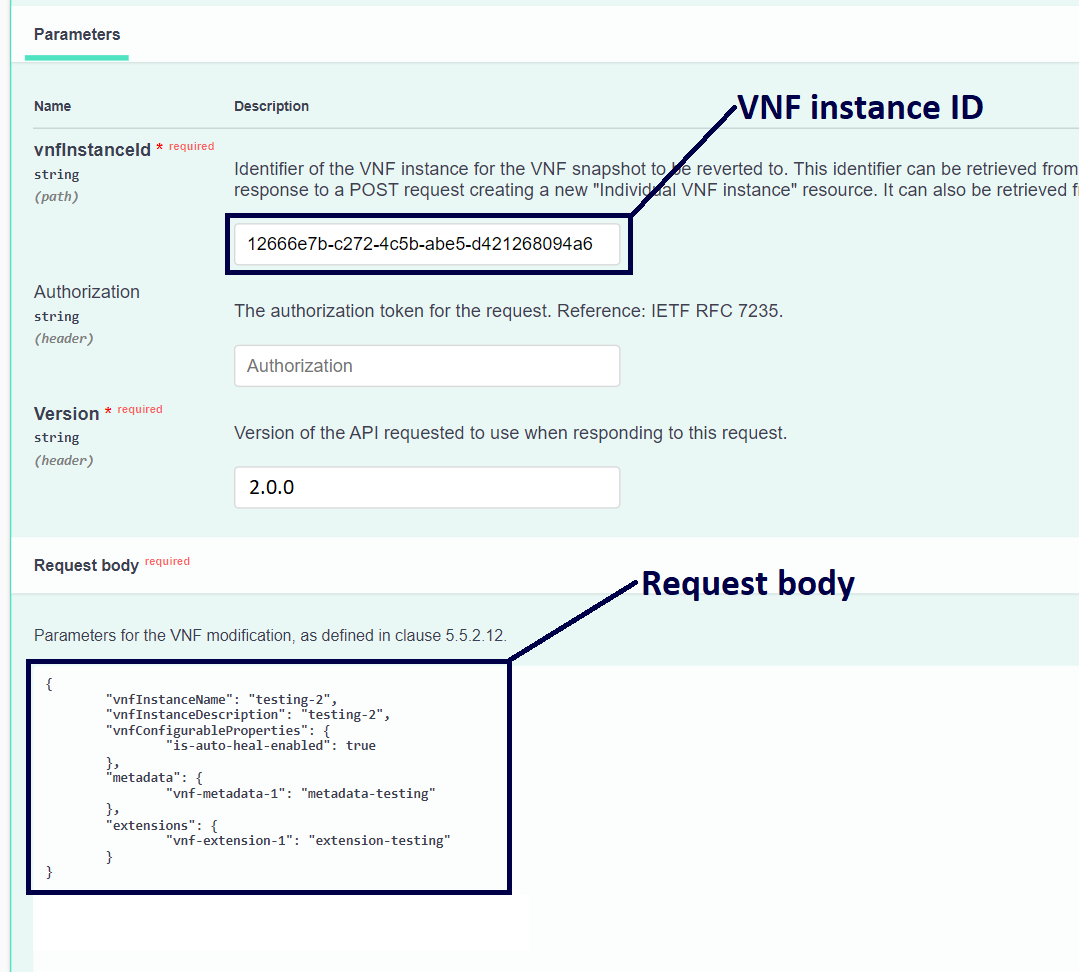 Parameters
Name Description
VNF instance ID
vnfInstanceId * required
string
(path)
Identifier of the VNF instance for the VNF snapshot to be reverted to. This identifier can be retrieved from
response to a POST request creating a new "Individual VNF instance" resource. It can also be retrieved f
12666e7b-c272-4c5b-abe5-d421268094a6
Authorization
string
(header)
The authorization token for the request. Reference: IETF RFC 7235.
Authorization
Version * required
string
(header)
Version of the API requested to use when responding to this request.
2.0.0
Request body required
Request body
Parameters for the VNF modification, as defined in clause 5.5.2.12.
{
"vnfInstanceName": "testing-2",
"vnfInstanceDescription": "testing-2",
"vnfConfigurableProperties": {
"is-auto-heal-enabled": true
},
"metadata": {
"vnf-metadata-1": "metadata-testing"
},
"extensions": {
"vnf-extension-1": "extension-testing"
}
}